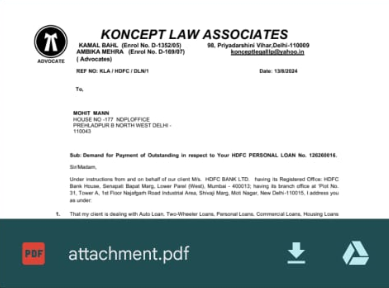 KONCEPT LAW ASSOCIATES
KAMAL BAHL (Enrol No. D-1352/05)
98, Priyadarshini Vihar,Delhi-110009
AMBIKA MEHRA (Enrol No. D-169/07)
konceptlegalllp@yahoo.in
( Advocates)
ADVOCATE
REF NO: KLA / HDFC / DLN/1
Date: 13/8/2024
To,
MOHIT MANN
HOUSE NO -177 NDPLOFFICE
PREHLADPUR B NORTH WEST DELHI -
110043
Sub: Demand for Payment of Outstanding in respect to Your HDFC PERSONAL LOAN No.
Sir/Madam,
Under instructions from and on behalf of our client M/s. HDFC BANK LTD. having its Registered Office: HDFC
Bank House, Senapati Bapat Marg, Lower Parel (West), Mumbai - 400013; having its branch office at "Plot No.
31, Tower A, 1st Floor Najafgarh Road Industrial Area, Shivaji Marg, Moti Nagar, New Delhi-110015, I address you
as under:
1. That my client is dealing with Auto Loan, Two-Wheeler Loans, Personal Loans, Commercial Loans, Housing Loans
PDF
attachment.pdf